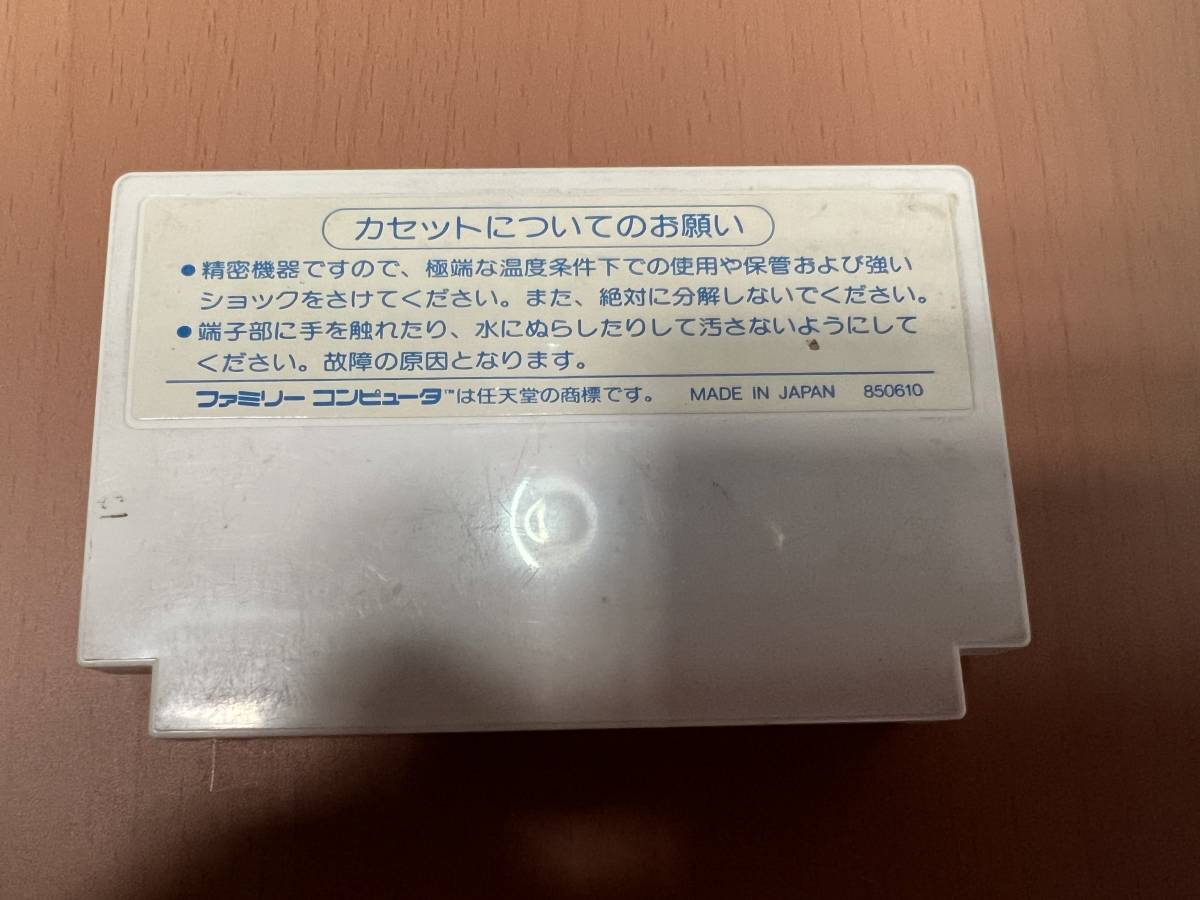 カセットについてのお願い
●精密機器ですので、極端な温度条件下での使用や保管および強い
ショックをさけてください。また、絶対に分解しないでください。
●端子部に手を触れたり、水にぬらしたりして汚さないようにして
ください。故障の原因となります。
ファミリー コンピュータ™は任天堂の商標です。 MADE IN JAPAN 850610